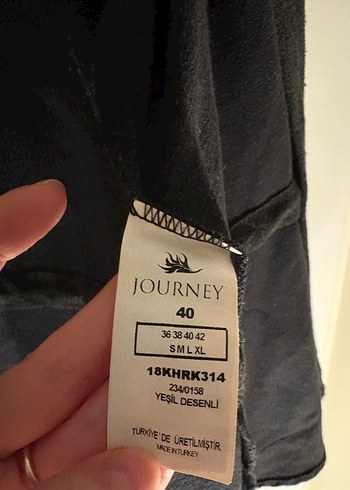 JOURNEY
40
36 38 40 42
S M L XL
18KHRK314
234/0158
YEŞİL DESENLİ
TÜRKİYE'DE ÜRETİLMİŞTİR.
MADE IN TURKEY